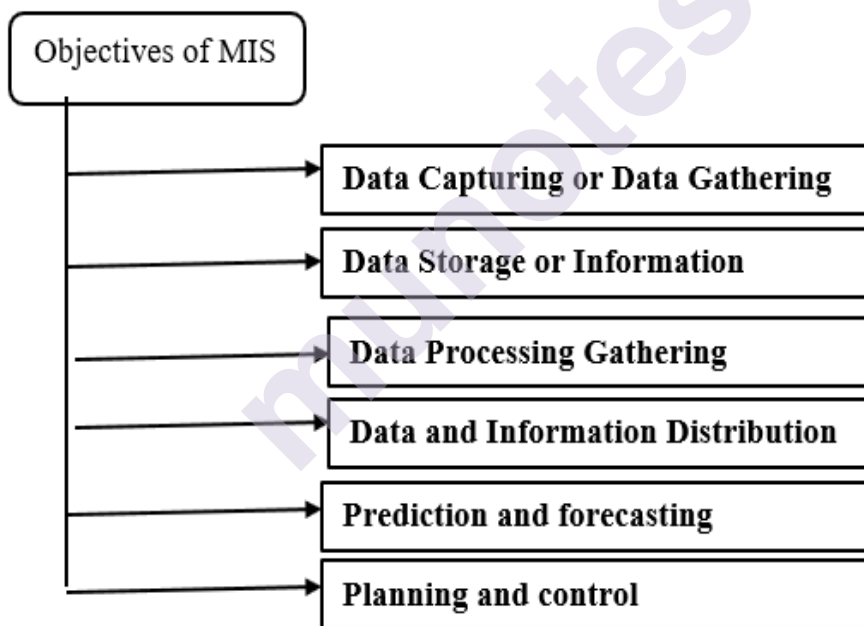 Objectives of MIS
Data Capturing or Data Gathering
Data Storage or Information
Data Processing Gathering
Data and Information Distribution
Prediction and forecasting
Planning and control
munotes